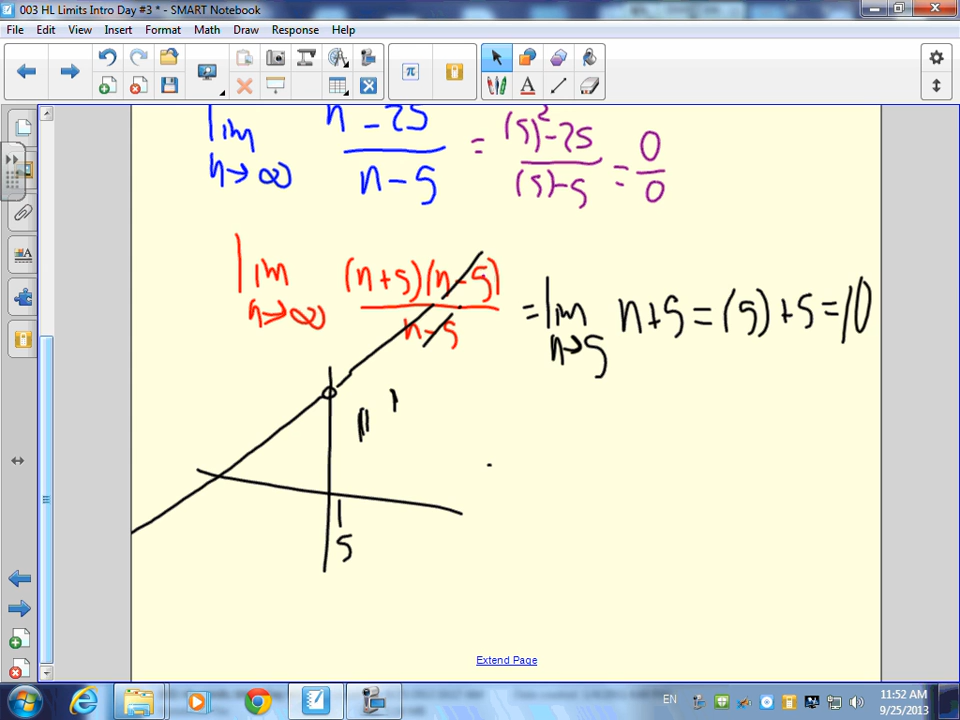 003 HL Limits Intro Day #3 * - SMART Notebook
File Edit View Insert Format Math Draw Response Help
lim n→∞ n - 25 / n - 5 = (5)² - 25 / (5) - 5 = 0 / 0
lim n→∞ (n+5)(n-5) / n-5 = lim n→5 n+5 = (5)+5 = 10
5
Extend Page
EN 11:52 AM
9/25/2013